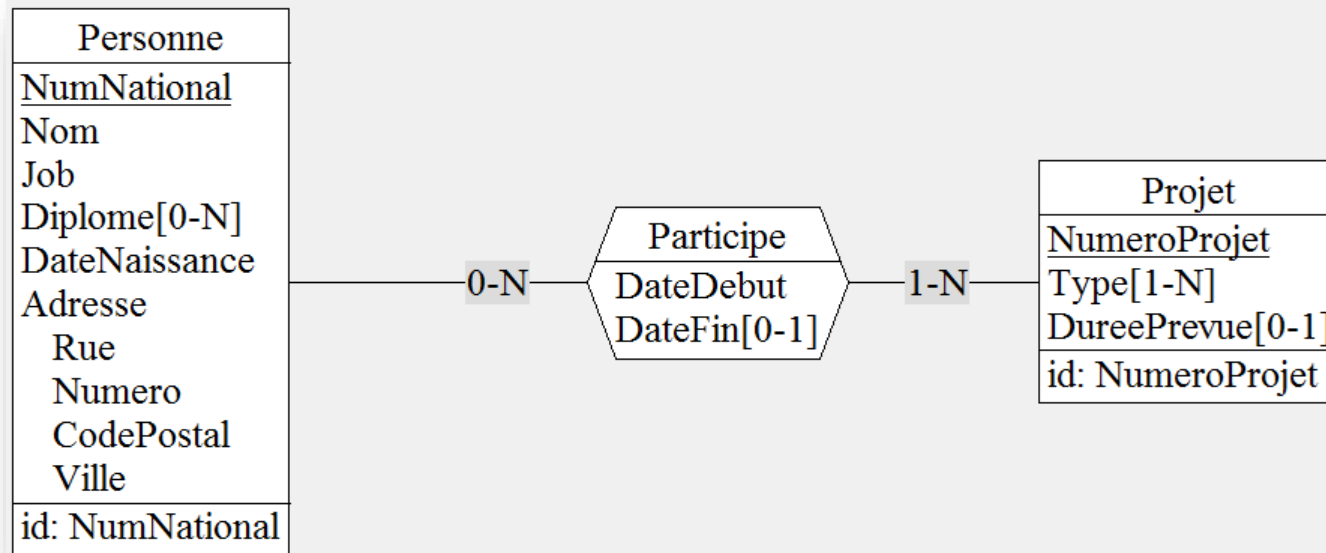 Personne
NumNational
Nom
Job
Diplome[0-N]
DateNaissance
Adresse
Rue
Numero
CodePostal
Ville
id: NumNational
0-N
Participe
DateDebut
DateFin[0-1]
1-N
Projet
NumeroProjet
Type[1-N]
DureePrevue[0-1]
id: NumeroProjet